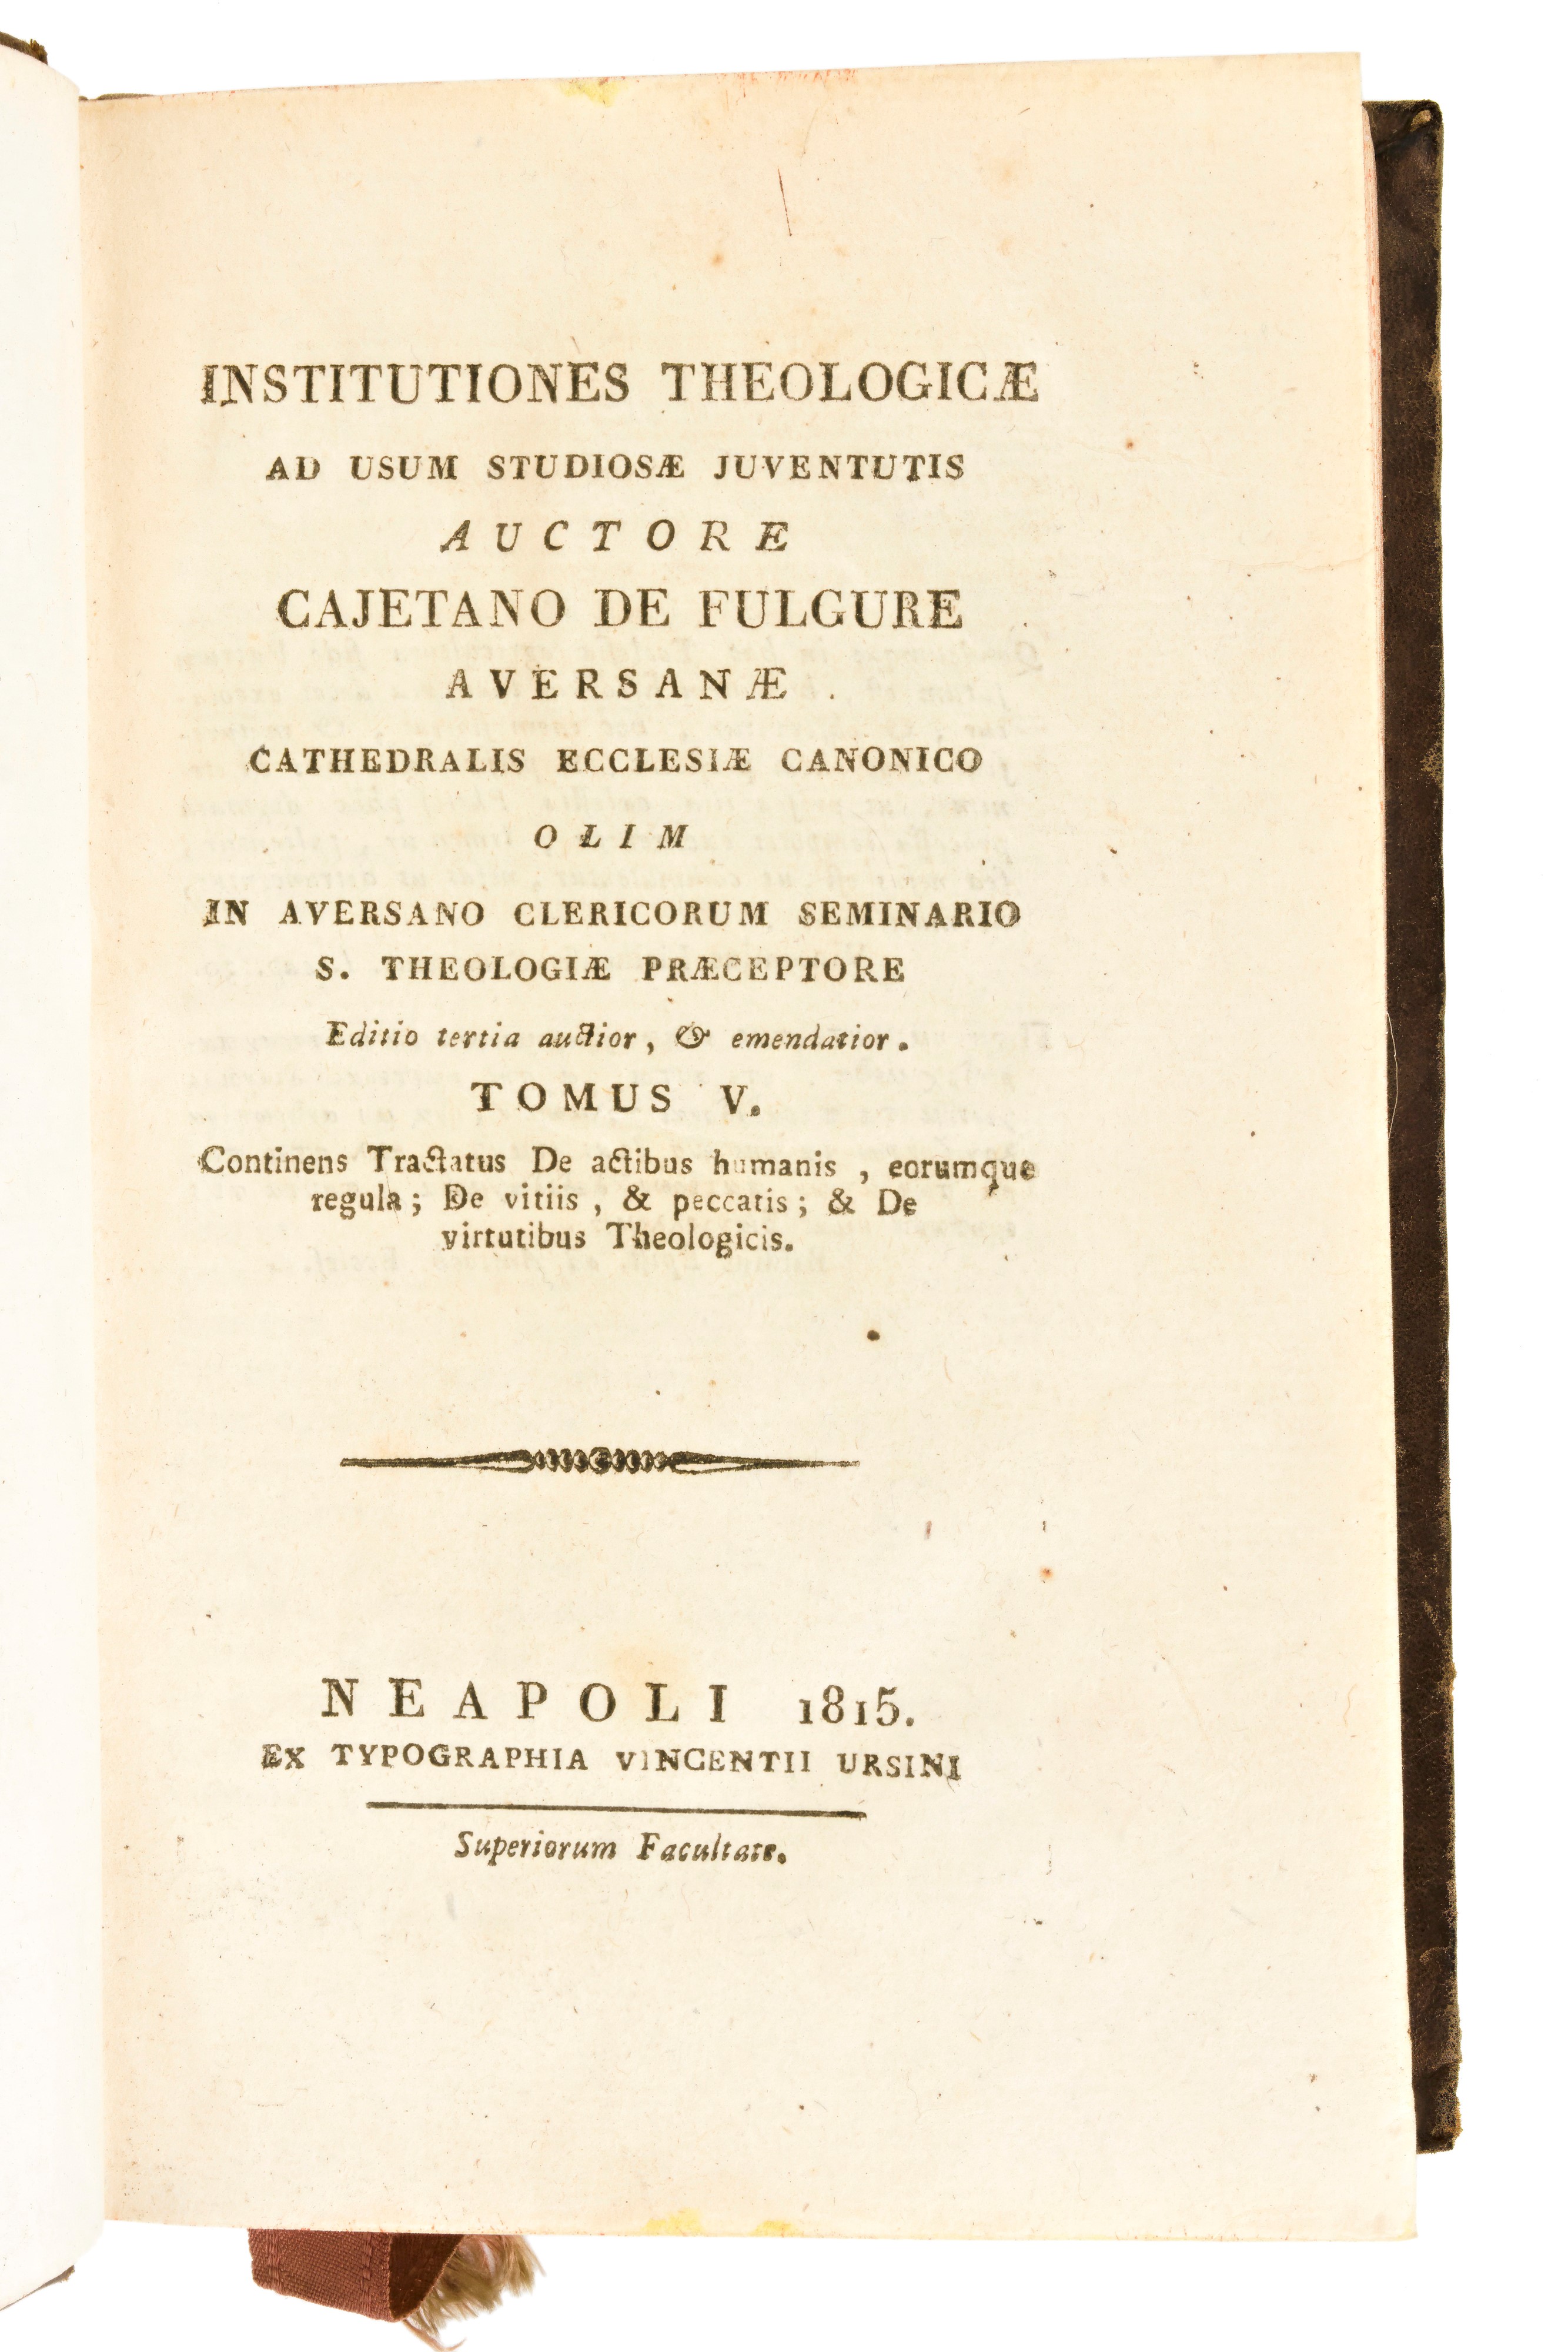 INSTITUTIONES THEOLOGICÆ
AD USUM STUDIOSÆ JUVENTUTIS
AUCTORE
CAJETANO DE FULGURE
AVERSANÆ
CATHEDRALIS ECCLESIÆ CANONICO
OLIM
IN AVERSANO CLERICORUM SEMINARIO
S. THEOLOGIÆ PRÆCEPTORE
Editio tertia auctior, & emendatior.
TOMUS V.
Continens Tractatus De actibus humanis, eorumque
regula; De vitiis, & peccatis; & De
virtutibus Theologicis.
NEAPOLI 1815.
EX TYPOGRAPHIA VINCENTII URSINI
Superiorum Facultate.